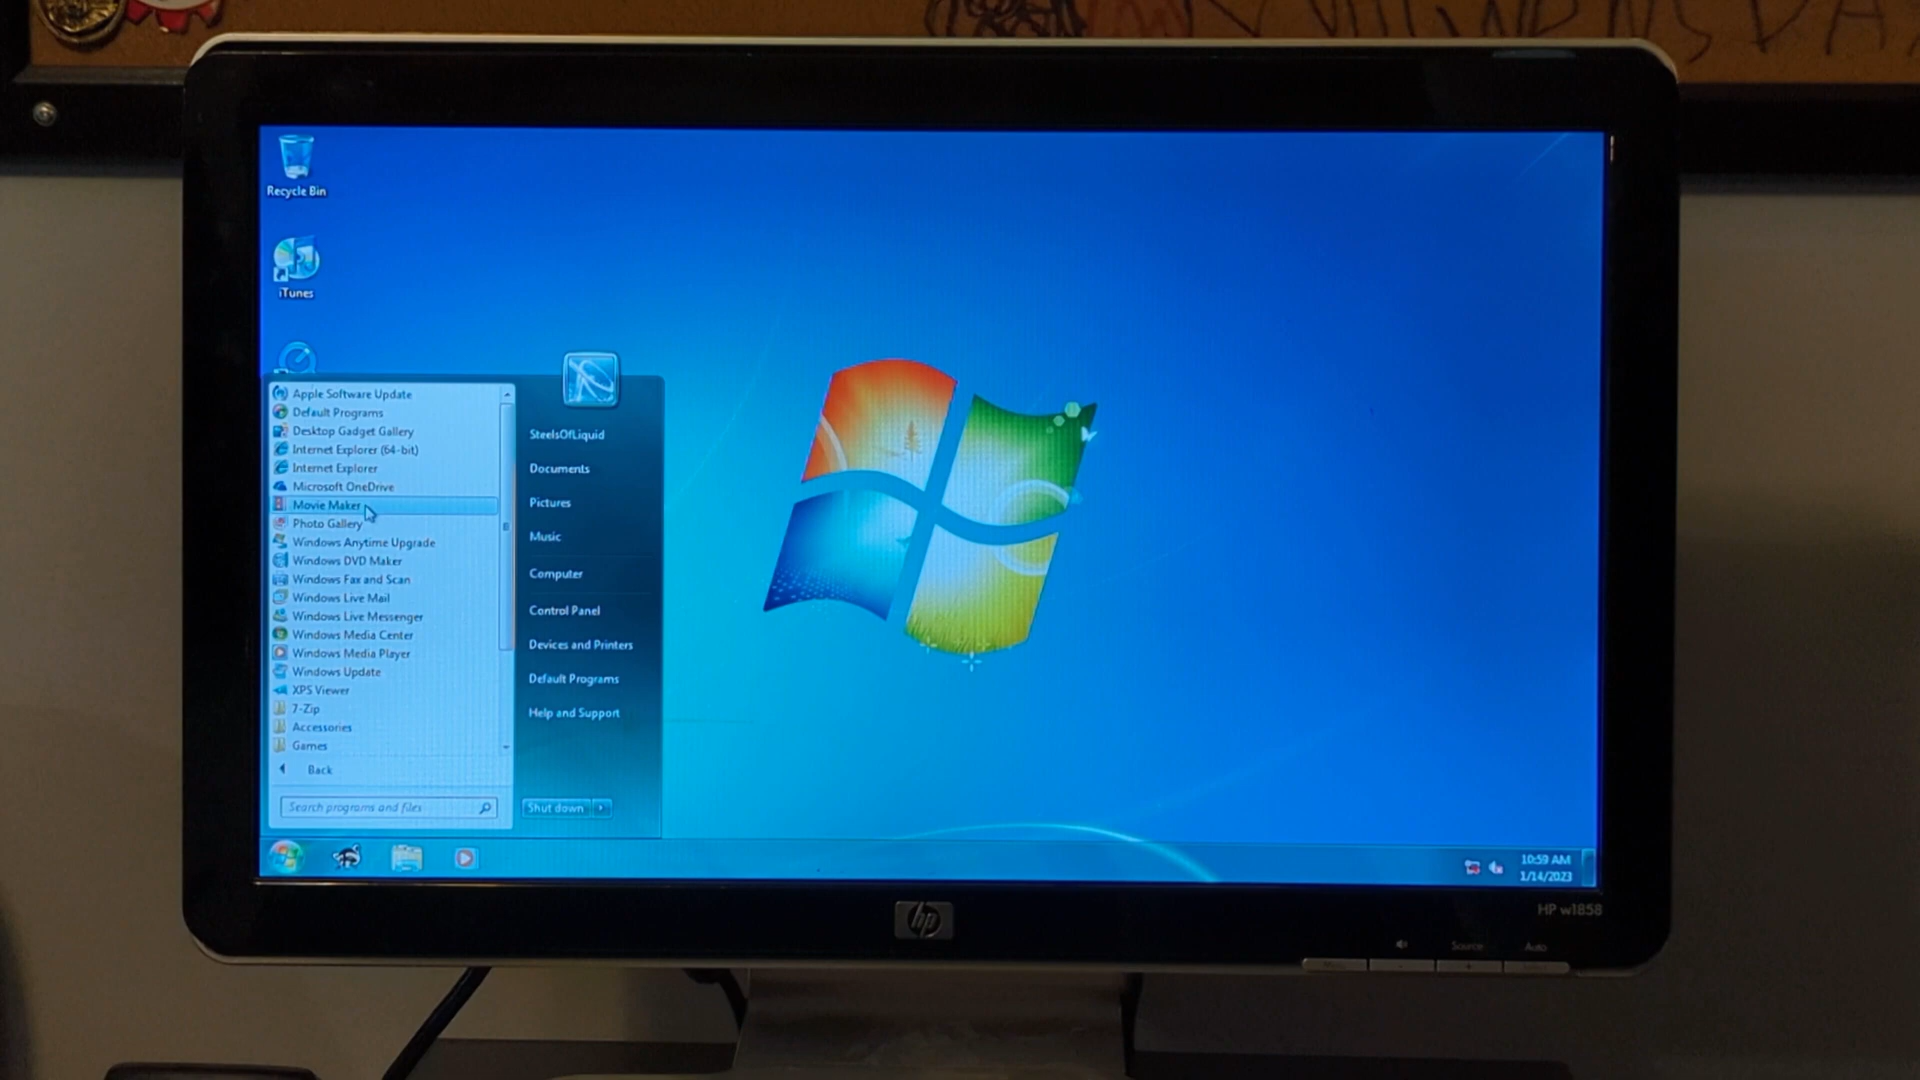 Recycle Bin
iTunes
Apple Software Update
Default Programs
Desktop Gadget Gallery
Internet Explorer (64-bit)
Internet Explorer
Microsoft OneDrive
Movie Maker
Photo Gallery
Windows Anytime Upgrade
Windows DVD Maker
Windows Fax and Scan
Windows Live Mail
Windows Live Messenger
Windows Media Center
Windows Media Player
Windows Update
XPS Viewer
7-Zip
Accessories
Games
Back
Search programs and files
SteelsOfLiquid
Documents
Pictures
Music
Computer
Control Panel
Devices and Printers
Default Programs
Help and Support
Shut down
10:59 AM
1/14/2023
hp
HP w1858
Source
Auto